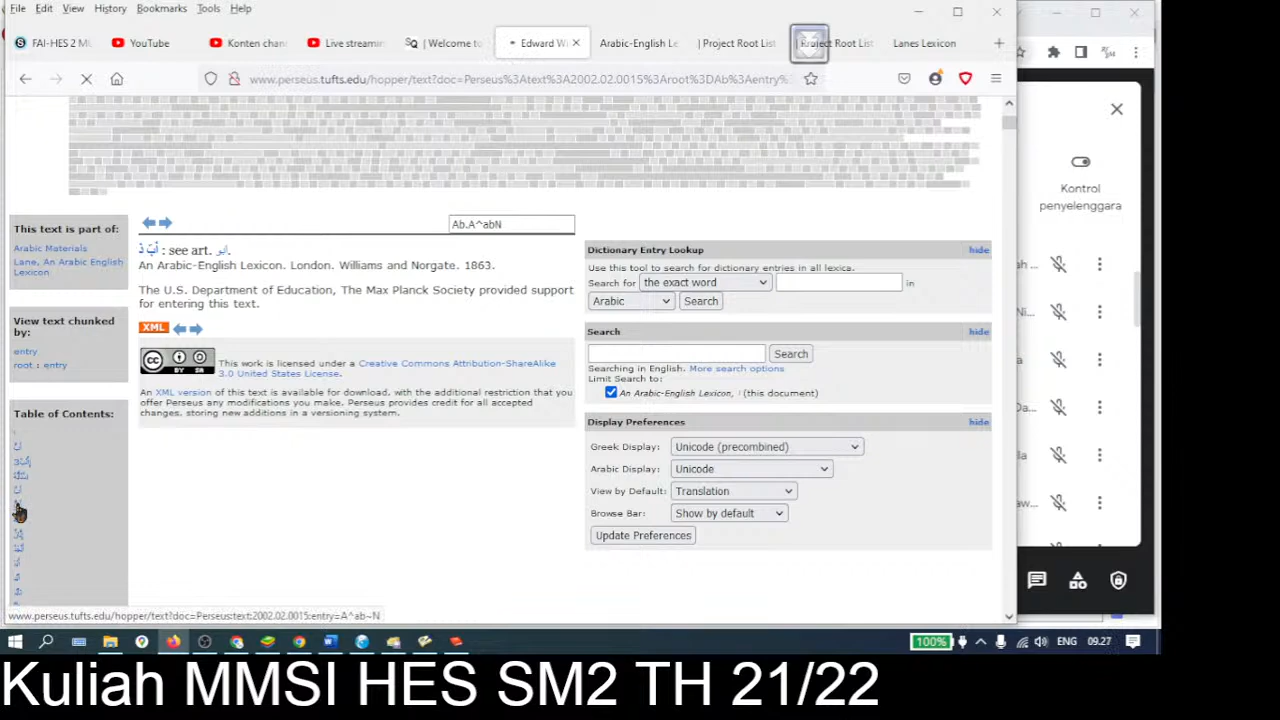 File Edit View History Bookmarks Tools Help
FAI-HES 2 M
YouTube
Konten chan
Live streamin
| Welcome to
Edward Wi
Arabic-English Le
| Project Root List
Lanes Lexicon
www.perseus.tufts.edu/hopper/text?doc=Perseus%3Atext%3A2002.02.0015%3Aroot%3DAb%3Aentry%
This text is part of:
Arabic Materials
Lane, An Arabic English
Lexicon
View text chunked
by:
entry
root : entry
Table of Contents:
Ab.A^abN
: see art. ابو.
An Arabic-English Lexicon. London. Williams and Norgate. 1863.
The U.S. Department of Education, The Max Planck Society provided support
for entering this text.
XML
CC BY SA
This work is licensed under a Creative Commons Attribution-ShareAlike
3.0 United States License.
An XML version of this text is available for download, with the additional restriction that you
offer Perseus any modifications you make. Perseus provides credit for all accepted
changes, storing new additions in a versioning system.
Dictionary Entry Lookup hide
Use this tool to search for dictionary entries in all lexica.
Search for the exact word in
Arabic Search
Search hide
Search
Searching in English. More search options
Limit Search to:
An Arabic-English Lexicon, (this document)
Display Preferences hide
Greek Display: Unicode (precombined)
Arabic Display: Unicode
View by Default: Translation
Browse Bar: Show by default
Update Preferences
Kontrol
penyelenggara
www.perseus.tufts.edu/hopper/text?doc=Perseus:text:2002.02.0015:entry=A^ab~N
100% ENG 09.27
Kuliah MMSI HES SM2 TH 21/22